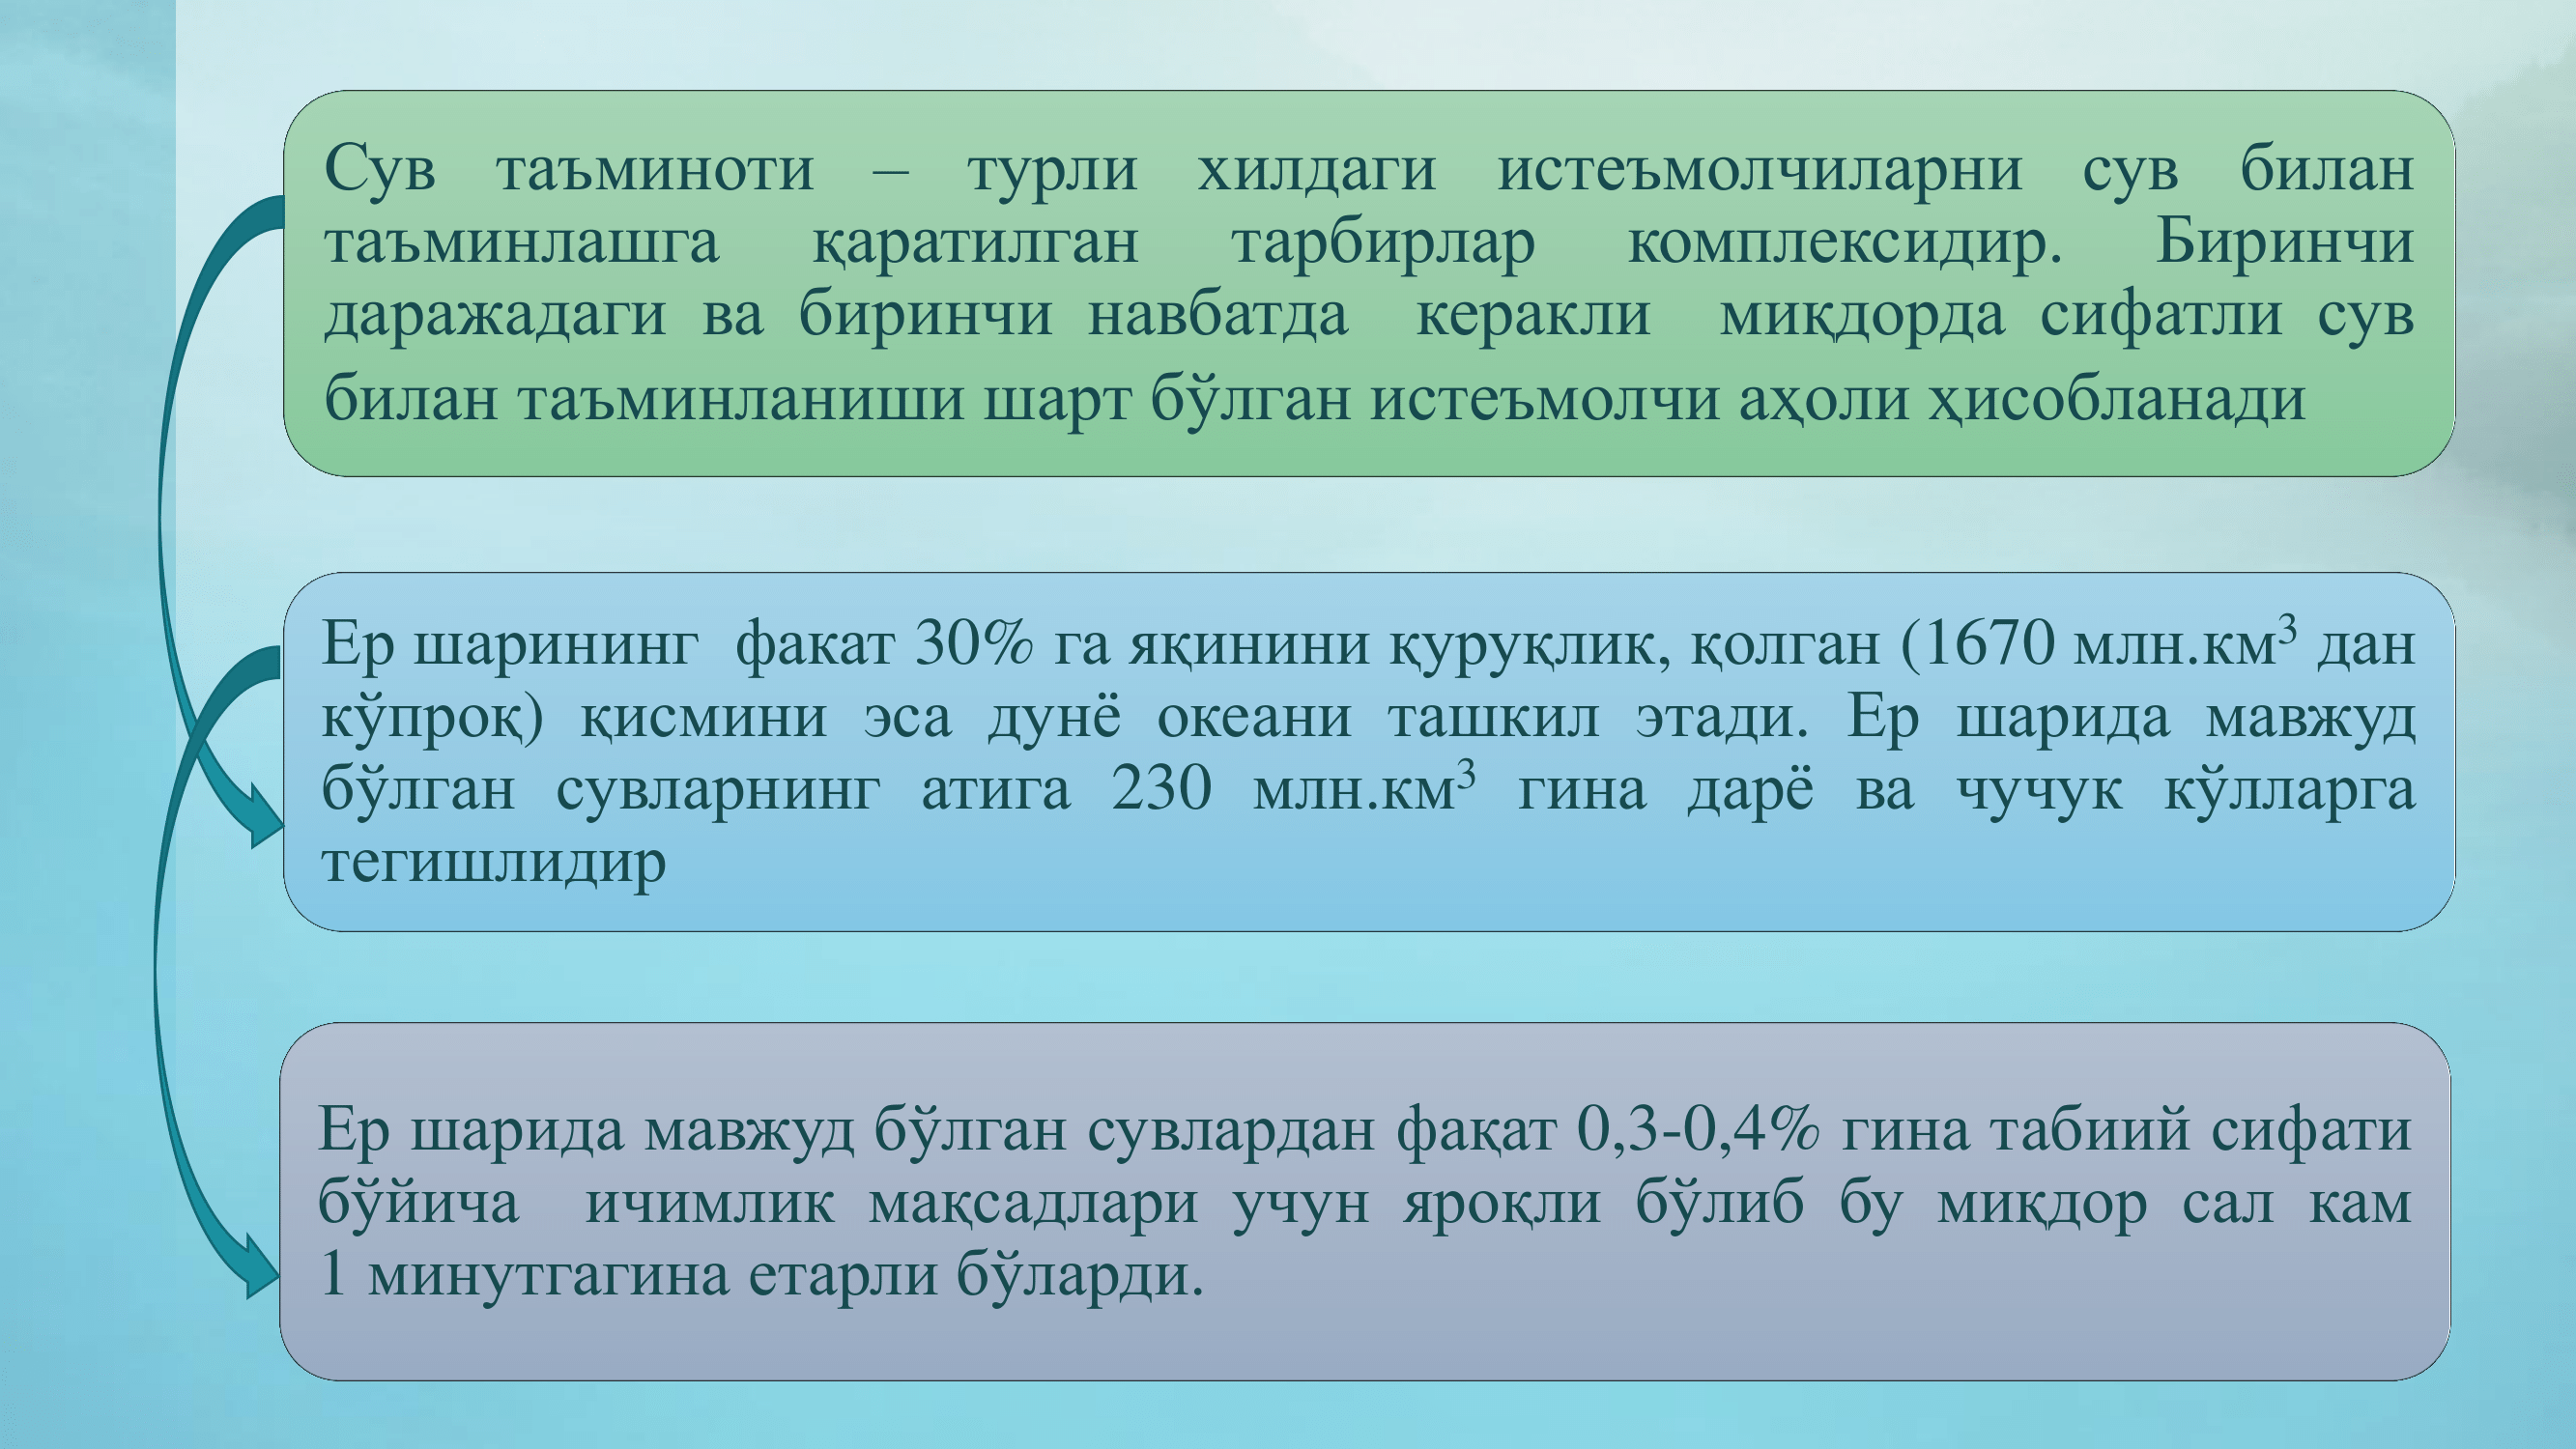 Сув таъминоти – турли хилдаги истеъмолчиларни сув билан
таъминлашга қаратилган тарбирлар комплексидир. Биринчи
даражадаги ва биринчи навбатда керакли миқдорда сифатли сув
билан таъминланиши шарт бўлган истеъмолчи аҳоли ҳисобланади
Ер шарининг факат 30% га яқинини қуруқлик, қолган (1670 млн.км³ дан
кўпроқ) қисмини эса дунё океани ташкил этади. Ер шарида мавжуд
бўлган сувларнинг атига 230 млн.км³ гина дарё ва чучук кўлларга
тегишлидир
Ер шарида мавжуд бўлган сувлардан фақат 0,3-0,4% гина табиий сифати
бўйича ичимлик мақсадлари учун яроқли бўлиб бу миқдор сал кам
1 минутгагина етарли бўларди.